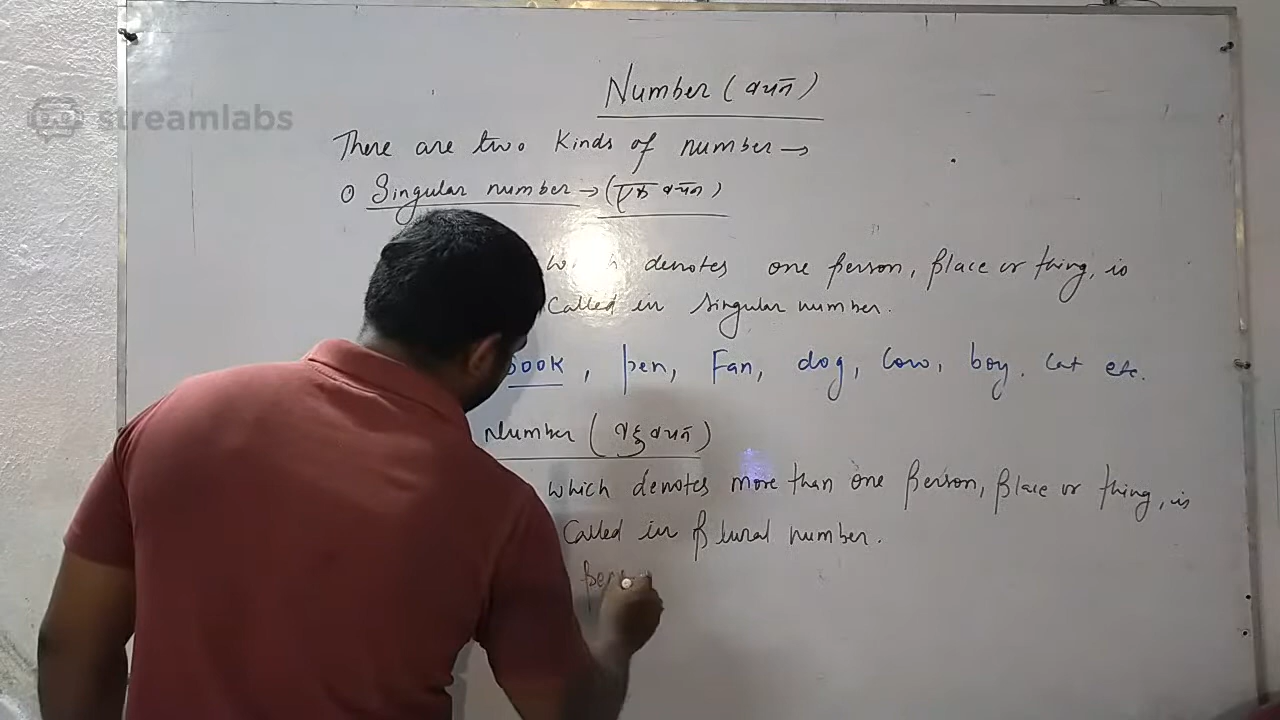 streamlabs
Number (वचन)
There are two kinds of number →
Singular number → (एक वचन)
which denotes one person, place or thing, is
called in singular number.
Book, pen, Fan, dog, Cow, boy, Cat etc.
Number (बहुवचन)
which denotes more than one person, place or thing, is
called in plural number.